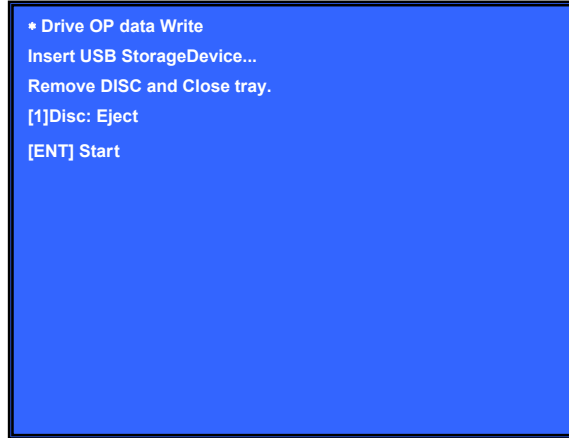 * Drive OP data Write
Insert USB StorageDevice...
Remove DISC and Close tray.
[1]Disc: Eject
[ENT] Start